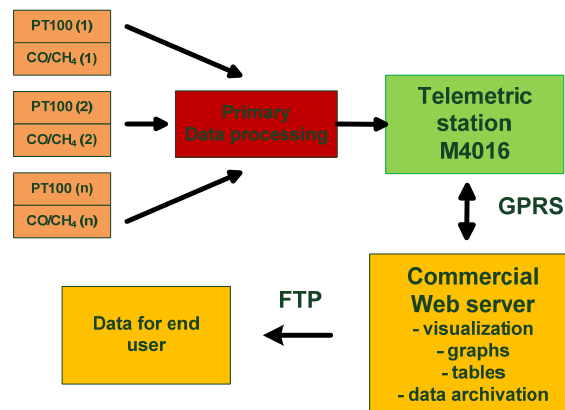 PT100 (1)
CO/CH₄ (1)
PT100 (2)
CO/CH₄ (2)
PT100 (n)
CO/CH₄ (n)
Primary
Data processing
Telemetric
station
M4016
GPRS
Commercial
Web server
- visualization
- graphs
- tables
- data archivation
FTP
Data for end
user